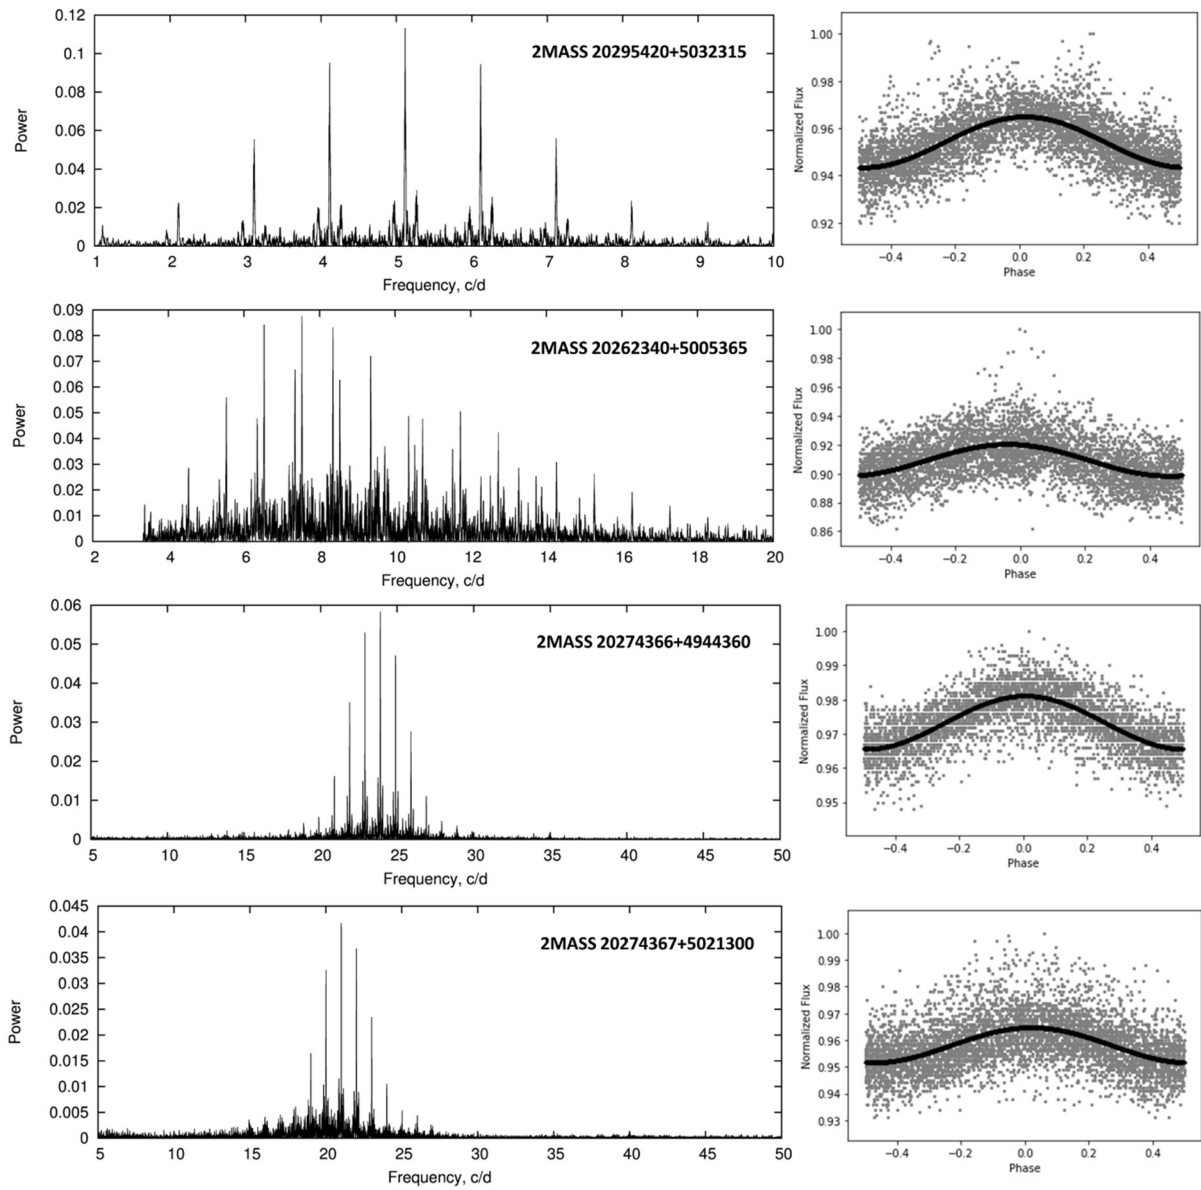 0.12
0.1
0.08
0.06
0.04
0.02
0
Power
1 2 3 4 5 6 7 8 9 10
Frequency, c/d
2MASS 20295420+5032315
1.00
0.98
0.96
0.94
0.92
Normalized Flux
−0.4 −0.2 0.0 0.2 0.4
Phase
0.09
0.08
0.07
0.06
0.05
0.04
0.03
0.02
0.01
0
Power
2 4 6 8 10 12 14 16 18 20
Frequency, c/d
2MASS 20262340+5005365
1.00
0.98
0.96
0.94
0.92
0.90
0.88
0.86
Normalized Flux
−0.4 −0.2 0.0 0.2 0.4
Phase
0.06
0.05
0.04
0.03
0.02
0.01
0
Power
5 10 15 20 25 30 35 40 45 50
Frequency, c/d
2MASS 20274366+4944360
1.00
0.99
0.98
0.97
0.96
0.95
Normalized Flux
−0.4 −0.2 0.0 0.2 0.4
Phase
0.045
0.04
0.035
0.03
0.025
0.02
0.015
0.01
0.005
0
Power
5 10 15 20 25 30 35 40 45 50
Frequency, c/d
2MASS 20274367+5021300
1.00
0.99
0.98
0.97
0.96
0.95
0.94
0.93
Normalized Flux
−0.4 −0.2 0.0 0.2 0.4
Phase